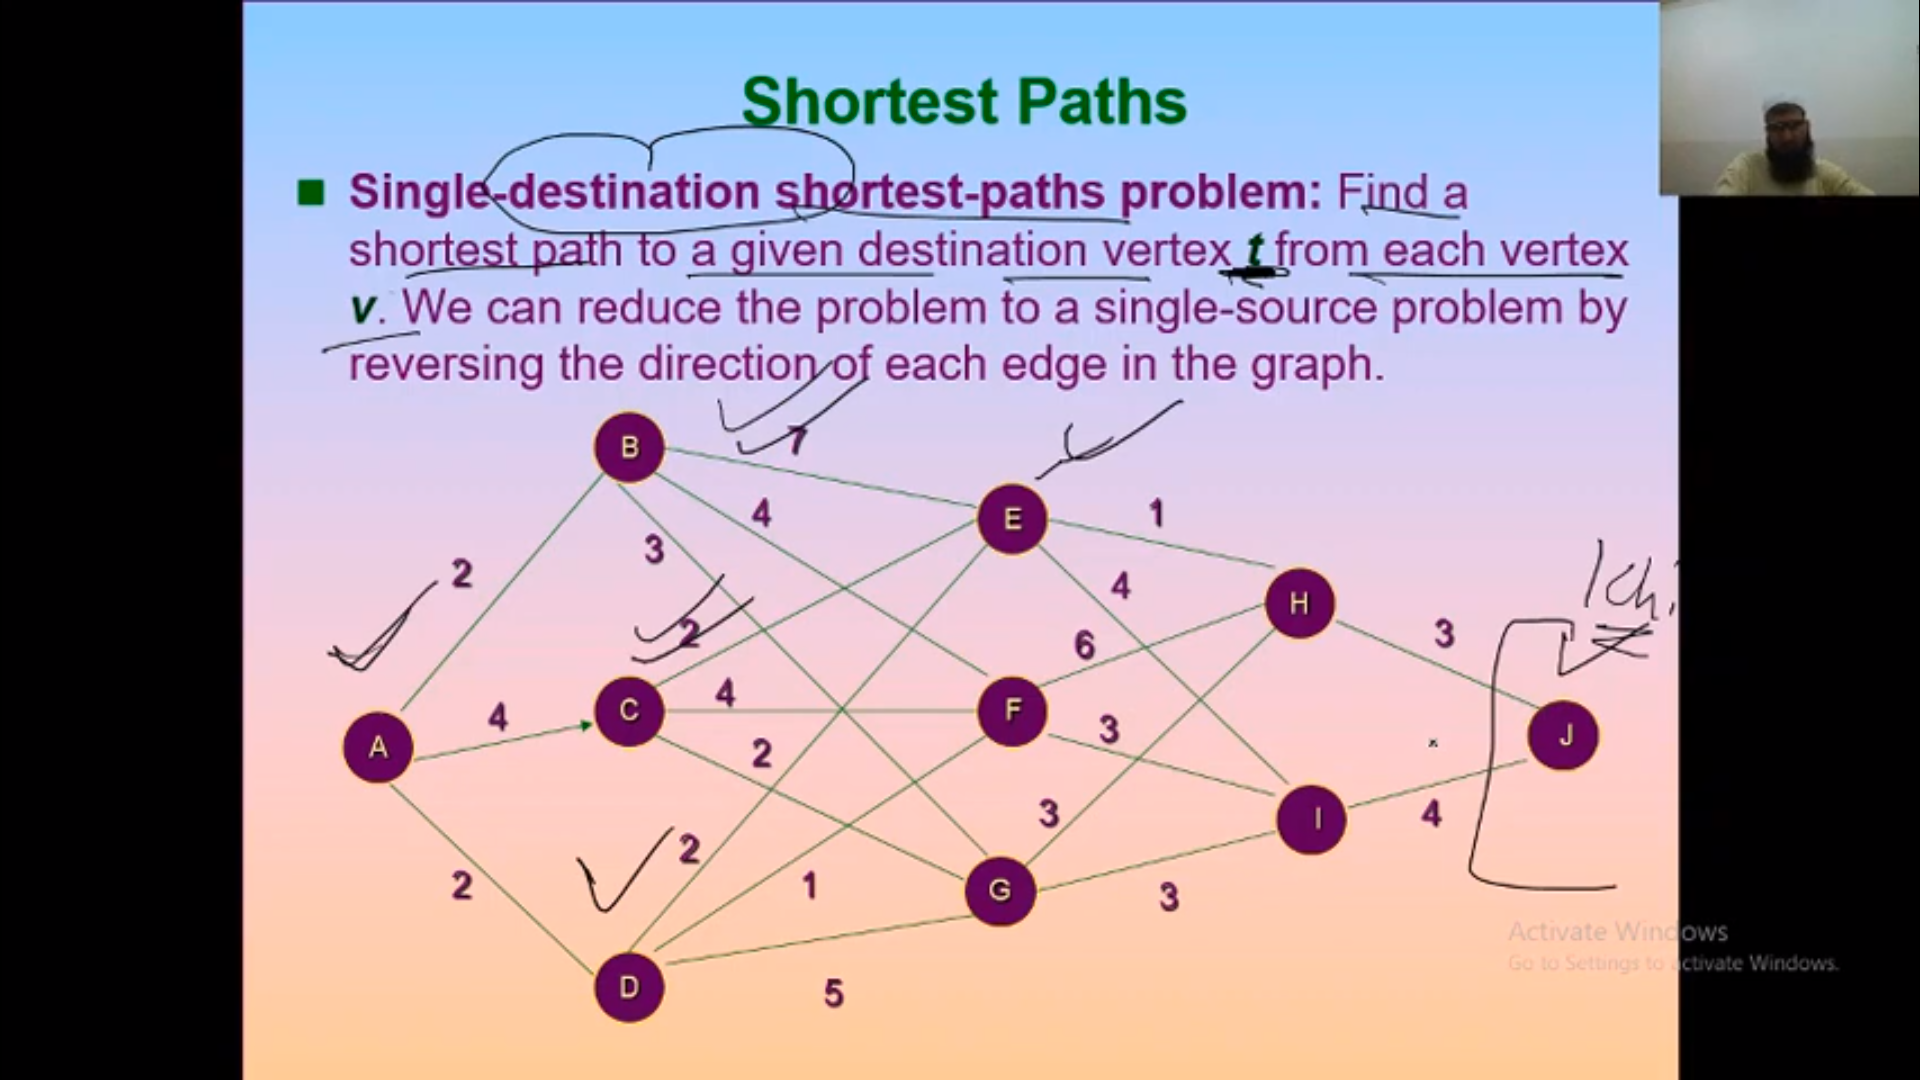 Shortest Paths
Single-destination shortest-paths problem: Find a
shortest path to a given destination vertex t from each vertex
v. We can reduce the problem to a single-source problem by
reversing the direction of each edge in the graph.
B
7
E
4
1
3
2
4
H
2
6
3
C
4
F
J
A
4
3
2
3
I
4
2
2
1
G
3
D
5
Activate Windows
Go to Settings to activate Windows.